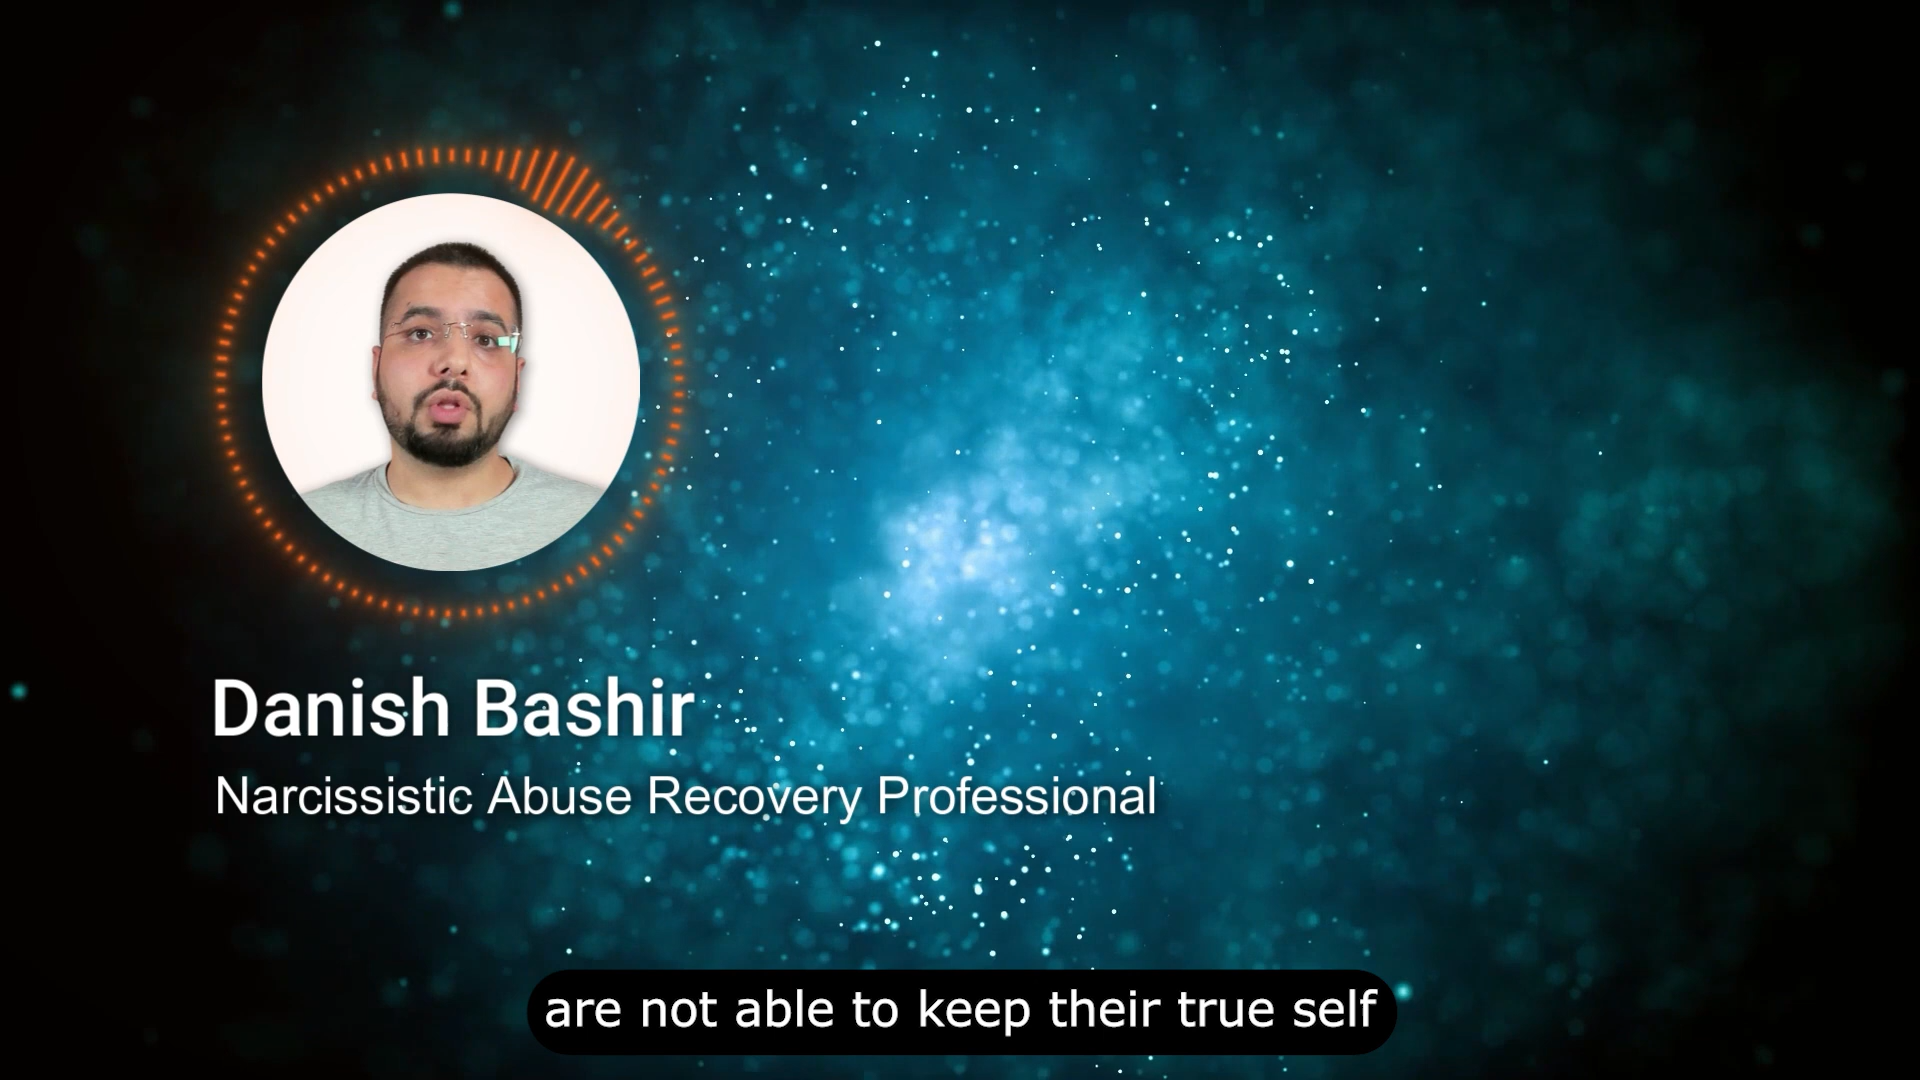 Danish Bashir
Narcissistic Abuse Recovery Professional
are not able to keep their true self